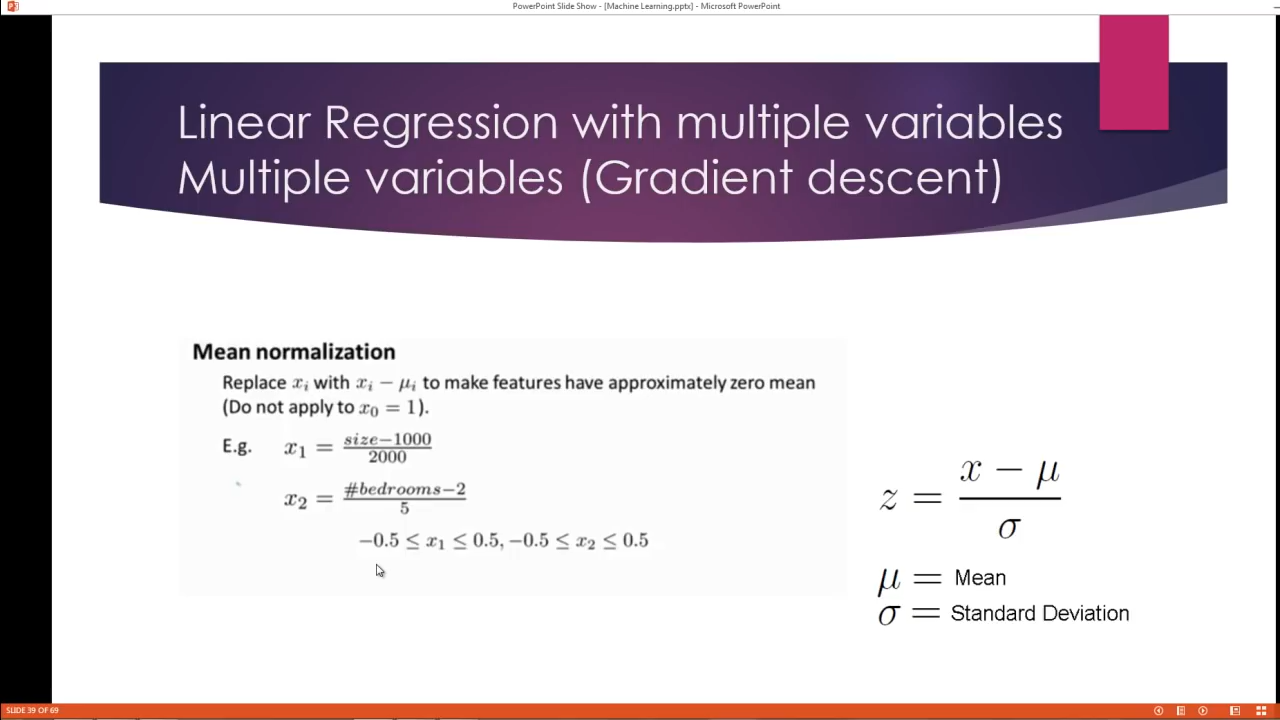 PowerPoint Slide Show - [Machine Learning.pptx] - Microsoft PowerPoint
Linear Regression with multiple variables
Multiple variables (Gradient descent)
Mean normalization
Replace xᵢ with xᵢ − μᵢ to make features have approximately zero mean
(Do not apply to x₀ = 1).
E.g. x₁ = (size−1000)/2000
x₂ = (#bedrooms−2)/5
−0.5 ≤ x₁ ≤ 0.5, −0.5 ≤ x₂ ≤ 0.5
z = (x − μ)/σ
μ = Mean
σ = Standard Deviation
SLIDE 39 OF 69